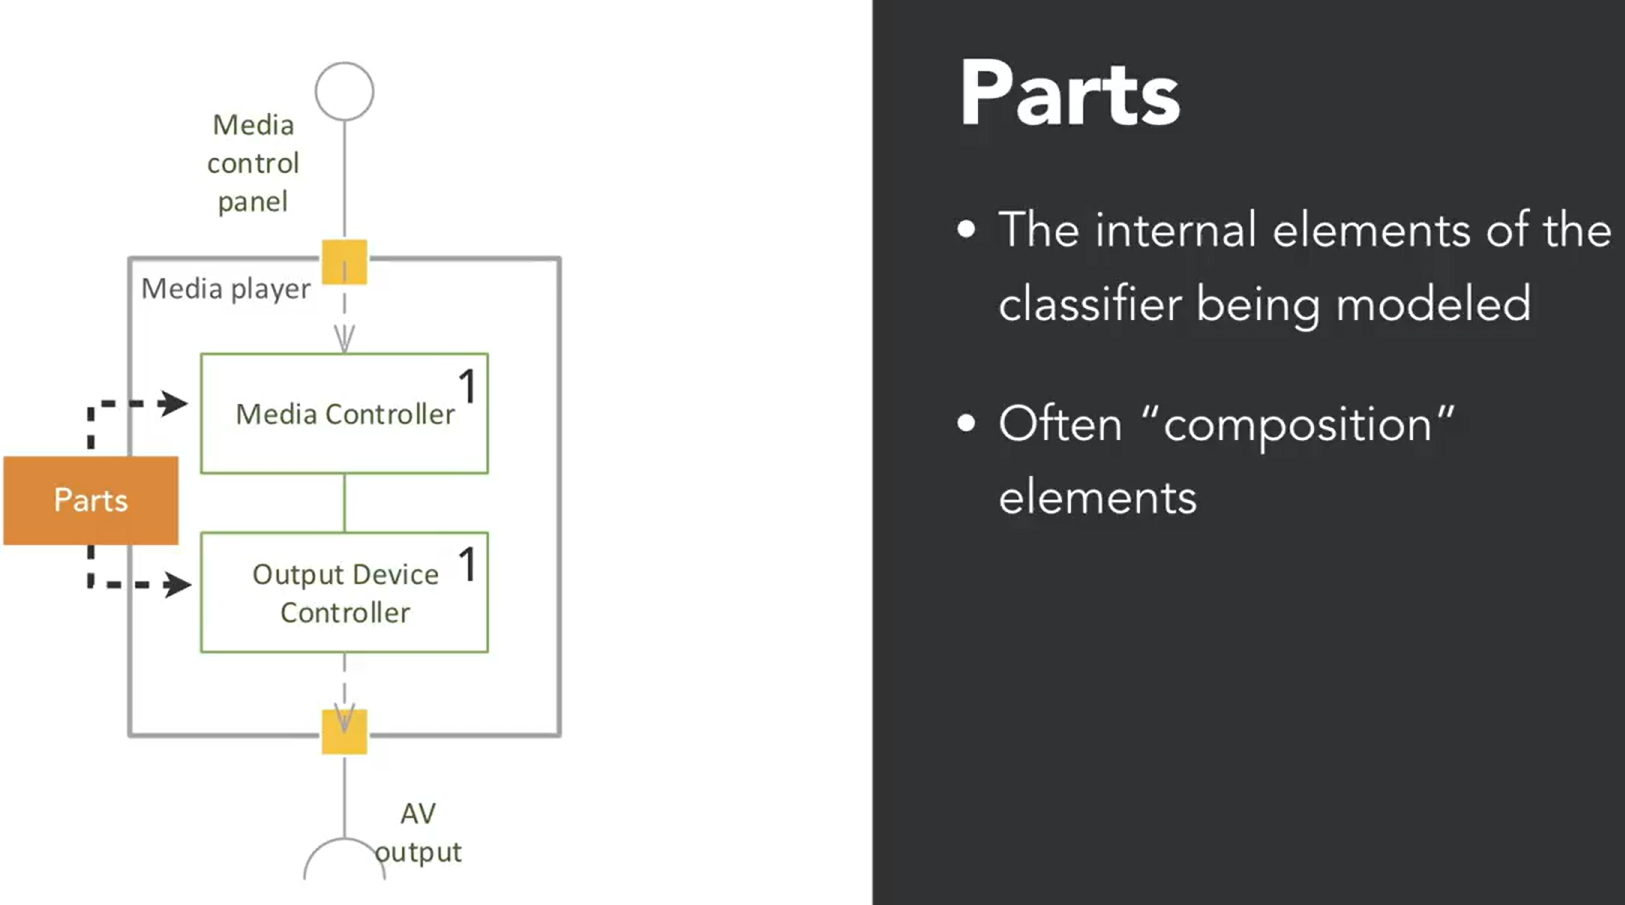 Media
control
panel
Media player
Media Controller
1
Parts
Output Device
Controller
1
AV
output
Parts
• The internal elements of the
classifier being modeled
• Often “composition”
elements